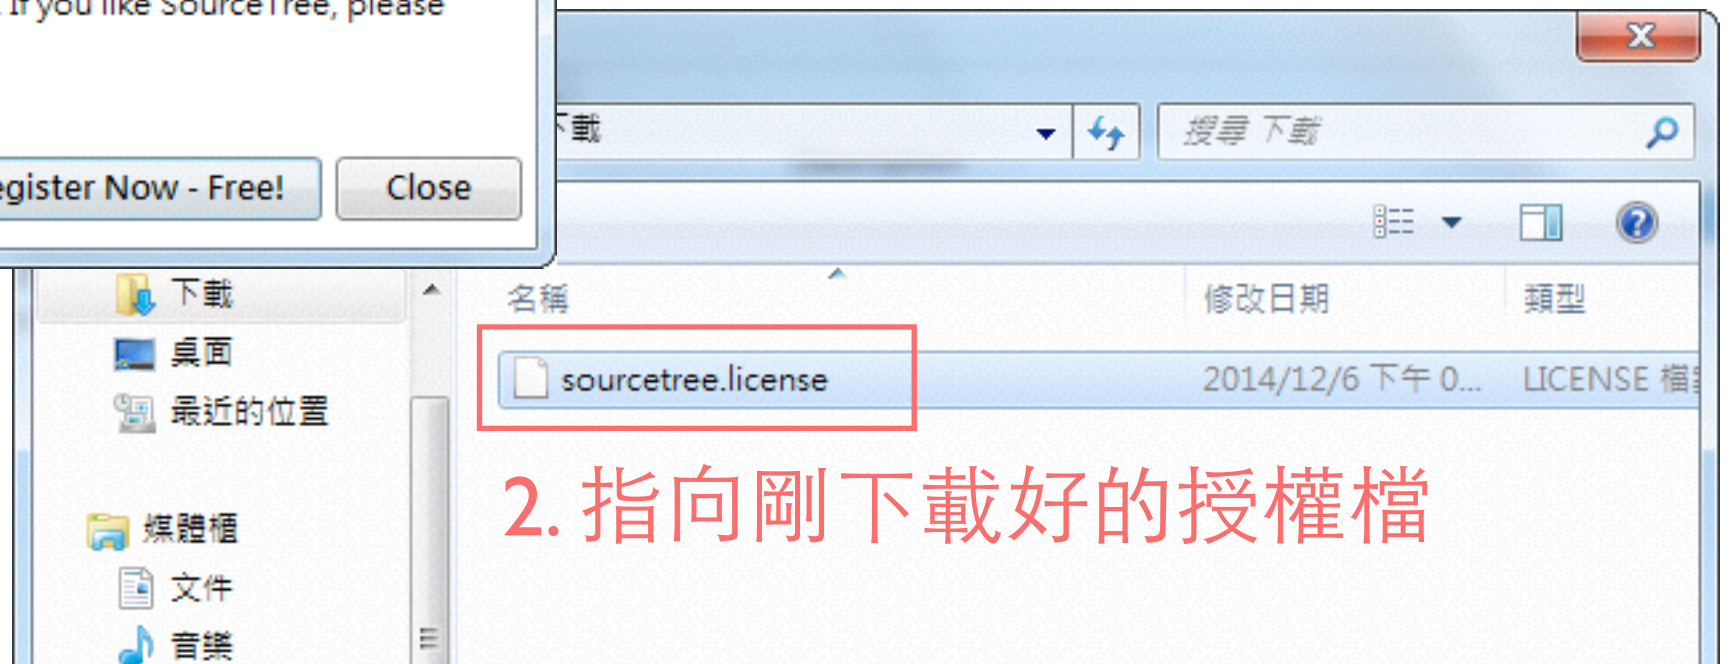 If you like SourceTree, please
egister Now - Free!
Close
下載
搜尋 下載
下載
桌面
最近的位置
媒體櫃
文件
音樂
名稱
修改日期
類型
sourcetree.license
2014/12/6 下午 0...
LICENSE 檔
2. 指向剛下載好的授權檔